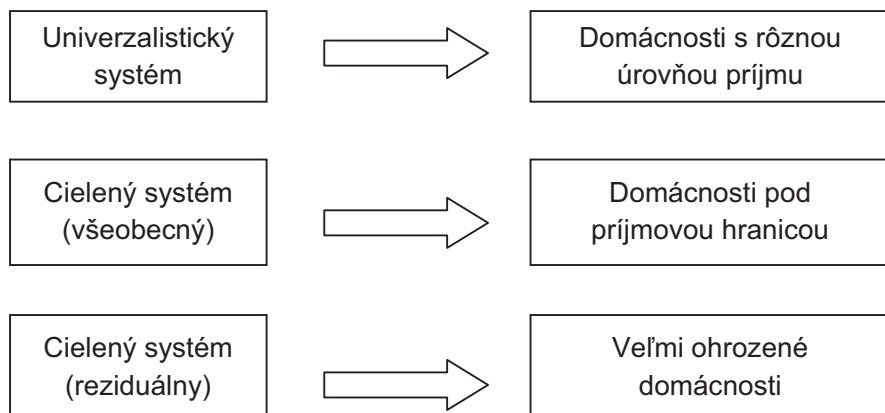 Univerzalistický
systém
Domácnosti s rôznou
úrovňou príjmu
Cielený systém
(všeobecný)
Domácnosti pod
príjmovou hranicou
Cielený systém
(reziduálny)
Veľmi ohrozené
domácnosti